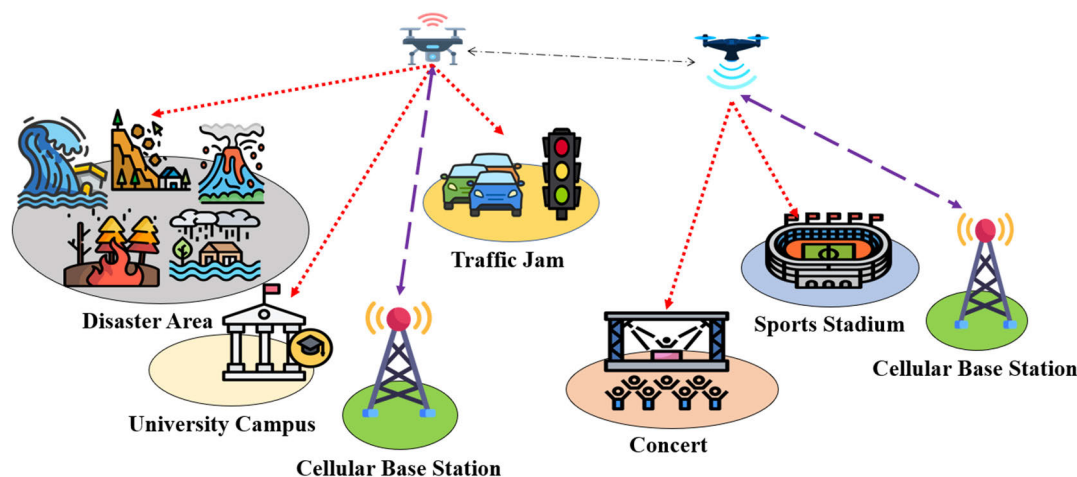 Traffic Jam
Disaster Area
Sports Stadium
Cellular Base Station
University Campus
Concert
Cellular Base Station